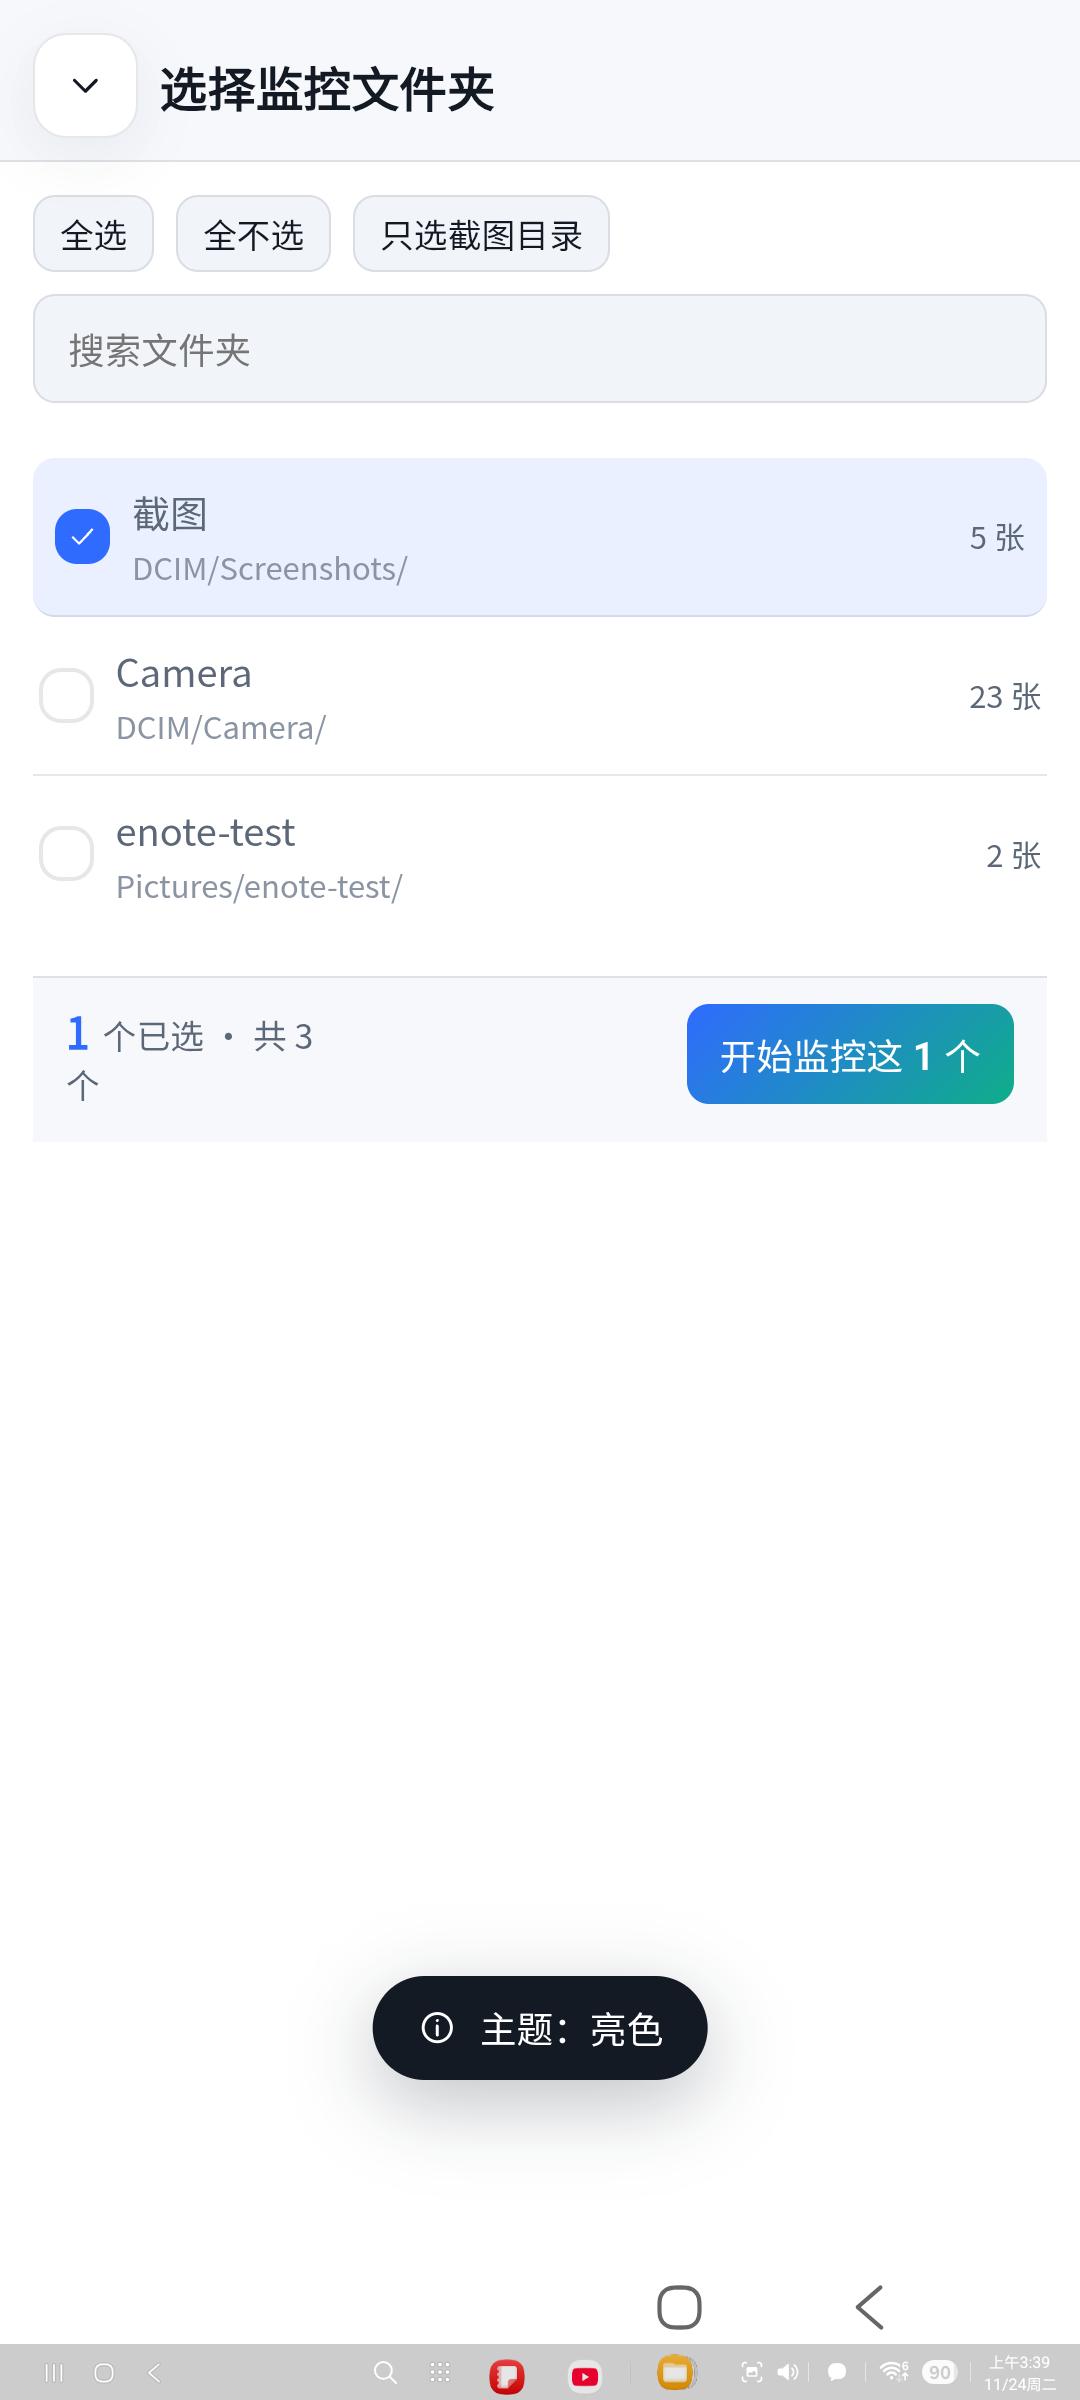 选择监控文件夹
全选 全不选 只选截图目录
搜索文件夹
截图
DCIM/Screenshots/
5 张
Camera
DCIM/Camera/
23 张
enote-test
Pictures/enote-test/
2 张
1 个已选 · 共 3
个
开始监控这 1 个
主题：亮色
6
90
上午3:39
11/24周二